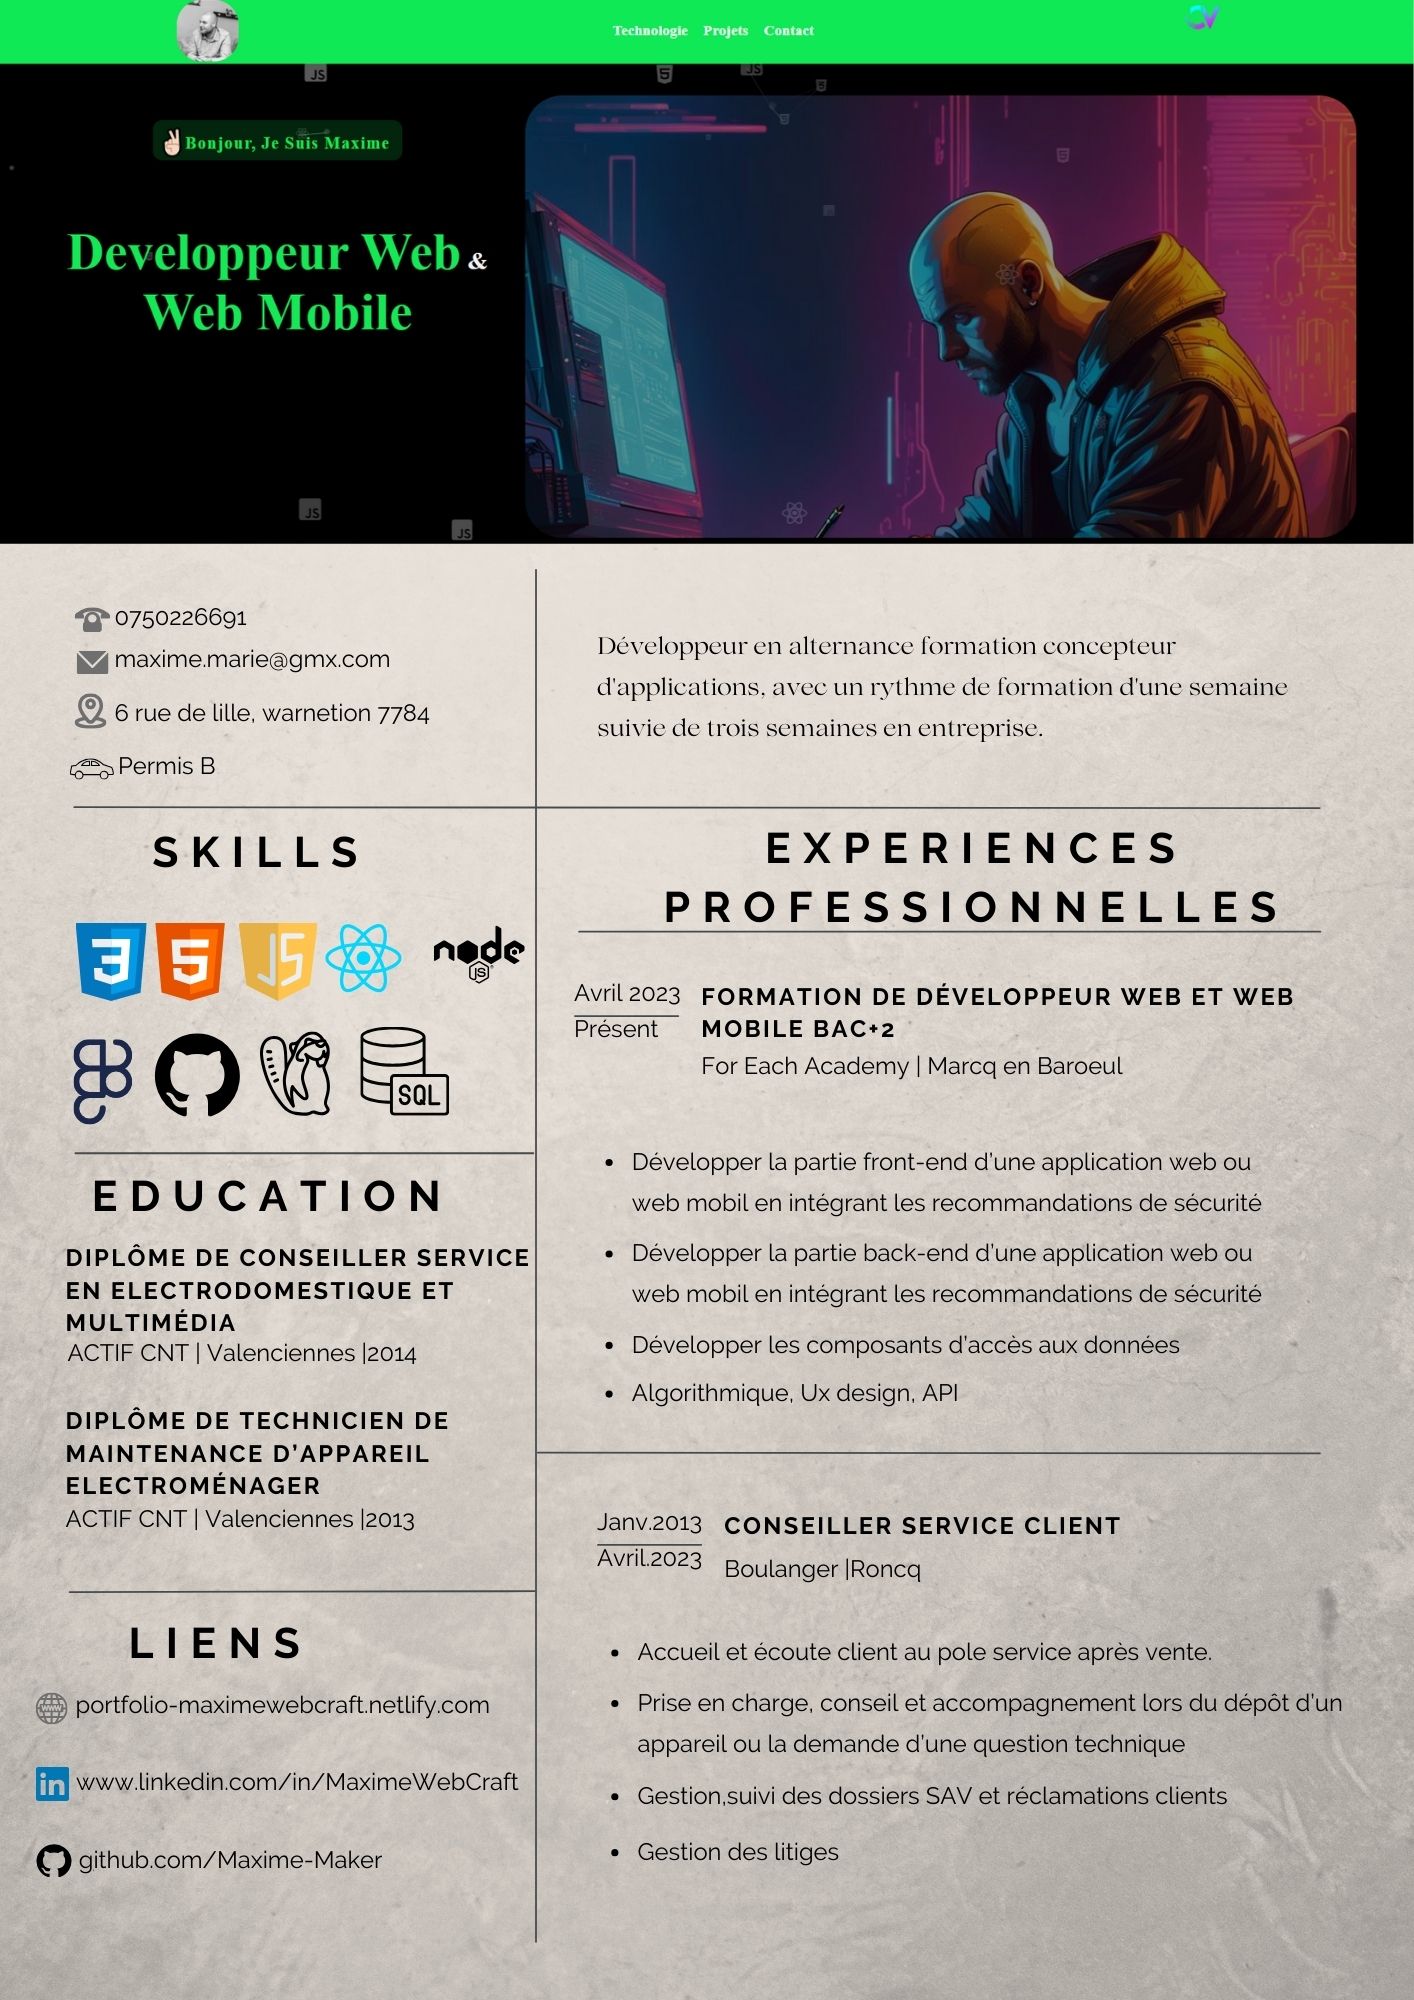 Technologie Projets Contact
CV
Bonjour, Je Suis Maxime
Developpeur Web &
Web Mobile
0750226691
maxime.marie@gmx.com
6 rue de lille, warnetion 7784
Permis B
Développeur en alternance formation concepteur
d'applications, avec un rythme de formation d'une semaine
suivie de trois semaines en entreprise.
SKILLS
3 5 JS node
JS
SQL
EDUCATION
DIPLÔME DE CONSEILLER SERVICE
EN ELECTRODOMESTIQUE ET
MULTIMÉDIA
ACTIF CNT | Valenciennes |2014
DIPLÔME DE TECHNICIEN DE
MAINTENANCE D’APPAREIL
ELECTROMÉNAGER
ACTIF CNT | Valenciennes |2013
LIENS
portfolio-maximewebcraft.netlify.com
in www.linkedin.com/in/MaximeWebCraft
github.com/Maxime-Maker
EXPERIENCES
PROFESSIONNELLES
Avril 2023
Présent
FORMATION DE DÉVELOPPEUR WEB ET WEB
MOBILE BAC+2
For Each Academy | Marcq en Baroeul
• Développer la partie front-end d’une application web ou
web mobil en intégrant les recommandations de sécurité
• Développer la partie back-end d’une application web ou
web mobil en intégrant les recommandations de sécurité
• Développer les composants d’accès aux données
• Algorithmique, Ux design, API
Janv.2013
Avril.2023
CONSEILLER SERVICE CLIENT
Boulanger |Roncq
• Accueil et écoute client au pole service après vente.
• Prise en charge, conseil et accompagnement lors du dépôt d’un
appareil ou la demande d’une question technique
• Gestion,suivi des dossiers SAV et réclamations clients
• Gestion des litiges